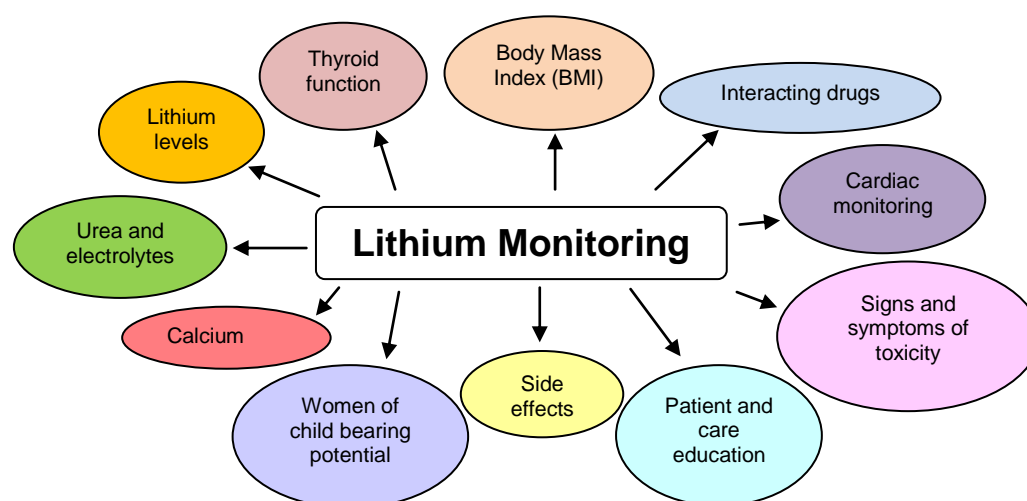 Thyroid
function
Body Mass
Index (BMI)
Interacting drugs
Lithium
levels
Cardiac
monitoring
Urea and
electrolytes
Lithium Monitoring
Calcium
Signs and
symptoms of
toxicity
Women of
child bearing
potential
Side
effects
Patient and
care
education